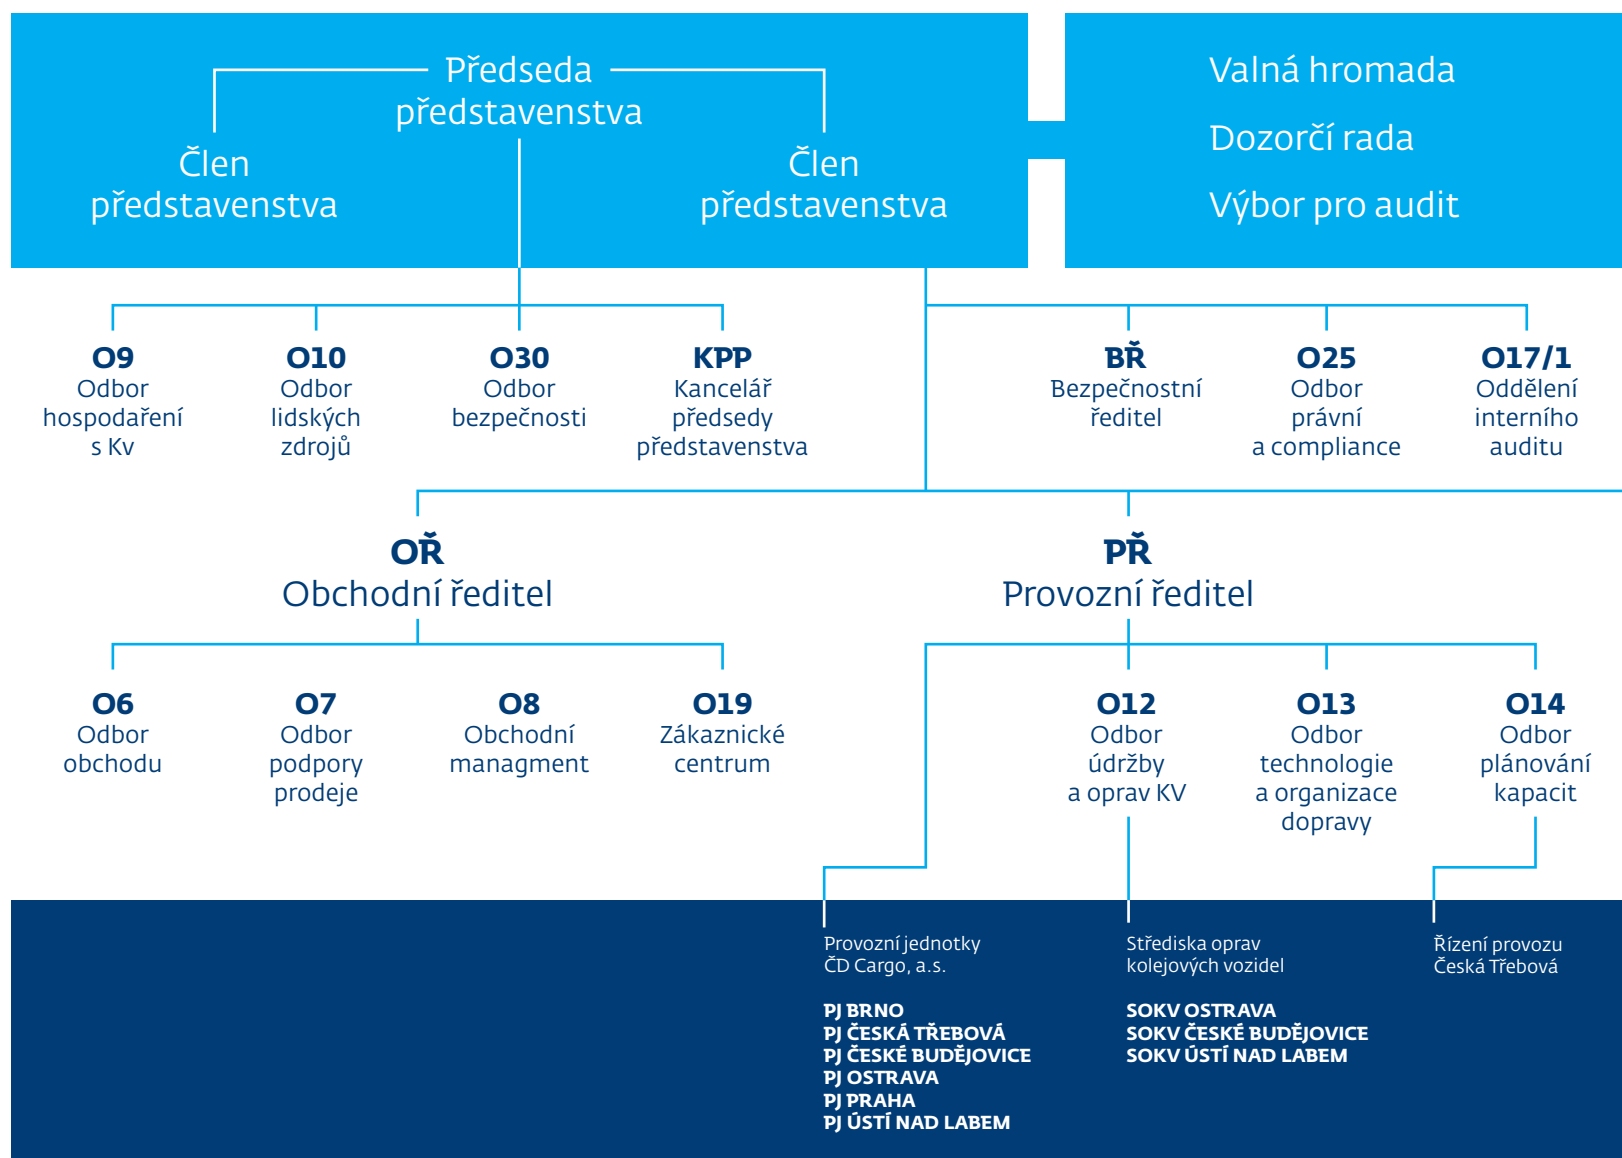 Předseda
představenstva
Člen
představenstva
Člen
představenstva
Valná hromada
Dozorčí rada
Výbor pro audit
O9
Odbor
hospodaření
s Kv
O10
Odbor
lidských
zdrojů
O30
Odbor
bezpečnosti
KPP
Kancelář
předsedy
představenstva
BŘ
Bezpečnostní
ředitel
O25
Odbor
právní
a compliance
O17/1
Oddělení
interního
auditu
OŘ
Obchodní ředitel
PŘ
Provozní ředitel
O6
Odbor
obchodu
O7
Odbor
podpory
prodeje
O8
Obchodní
managment
O19
Zákaznické
centrum
O12
Odbor
údržby
a oprav KV
O13
Odbor
technologie
a organizace
dopravy
O14
Odbor
plánování
kapacit
Provozní jednotky
ČD Cargo, a.s.
PJ BRNO
PJ ČESKÁ TŘEBOVÁ
PJ ČESKÉ BUDĚJOVICE
PJ OSTRAVA
PJ PRAHA
PJ ÚSTÍ NAD LABEM
Střediska oprav
kolejových vozidel
SOKV OSTRAVA
SOKV ČESKÉ BUDĚJOVICE
SOKV ÚSTÍ NAD LABEM
Řízení provozu
Česká Třebová